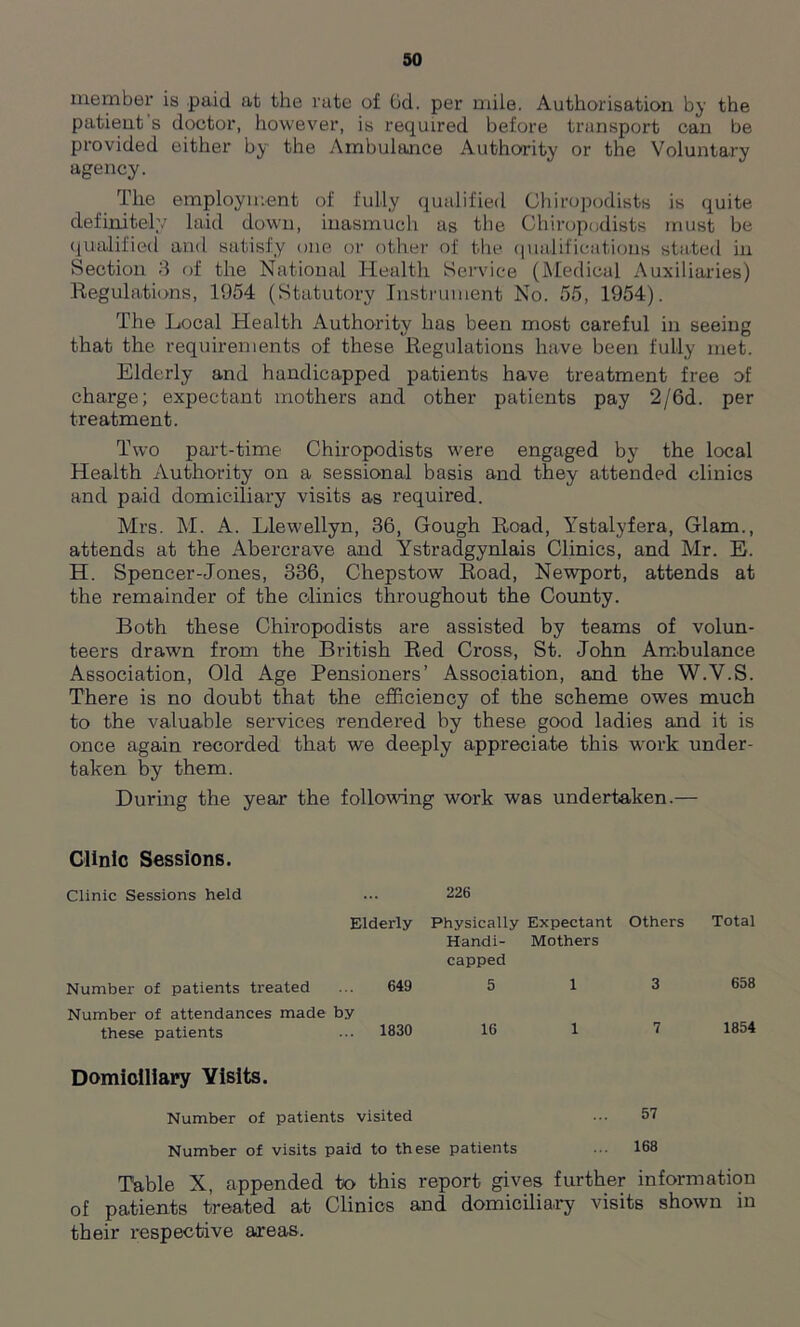 50
member is paid at the rate of 6d. per mile. Authorisation by the
patient's doctor, however, is required before transport can be
provided either by the Ambulance Authority or the Voluntary
agency.
The employment of fully qualified Chiropodists is quite
definitely laid down, inasmuch as the Chiropodists must be
qualified and satisfy one or other of the qualifications stated in
Section 3 of the National Health Service (Medical Auxiliaries)
Regulations, 1954 (Statutory Instrument No. 55, 1954).
The Local Health Authority has been most careful in seeing
that the requirements of these Regulations have been fully met.
Elderly and handicapped patients have treatment free of
charge; expectant mothers and other patients pay 2/6d. per
treatment.
Two part-time Chiropodists were engaged by the local
Health Authority on a sessional basis and they attended clinics
and paid domiciliary visits as required.
Mrs. M. A. Llewellyn, 36, Gough Road, Ystalyfera, Glam.,
attends at the Abercrave and Ystradgynlais Clinics, and Mr. E.
H. Spencer-Jones, 336, Chepstow Road, Newport, attends at
the remainder of the clinics throughout the County.
Both these Chiropodists are assisted by teams of volun-
teers drawn from the British Red Cross, St. John Ambulance
Association, Old Age Pensioners' Association, and the W.V.S.
There is no doubt that the efficiency of the scheme owes much
to the valuable services rendered by these good ladies and it is
once again recorded that we deeply appreciate this work under-
taken by them.
During the year the following work was undertaken.—
Clinic Sessions.
Clinic Sessions held ... 226
Elderly Physically Expectant Others Total
Handi- Mothers
capped
Number of patients treated ... 649 5 1 3 658
Number of attendances made by
these patients ... 1830 16 1 7 1854
Domiciliary Visits.
Number of patients visited ... 57
Number of visits paid to these patients ... 168
Table X, appended to this report gives further information
of patients treated at Clinics and domiciliary visits shown in
their respective areas.